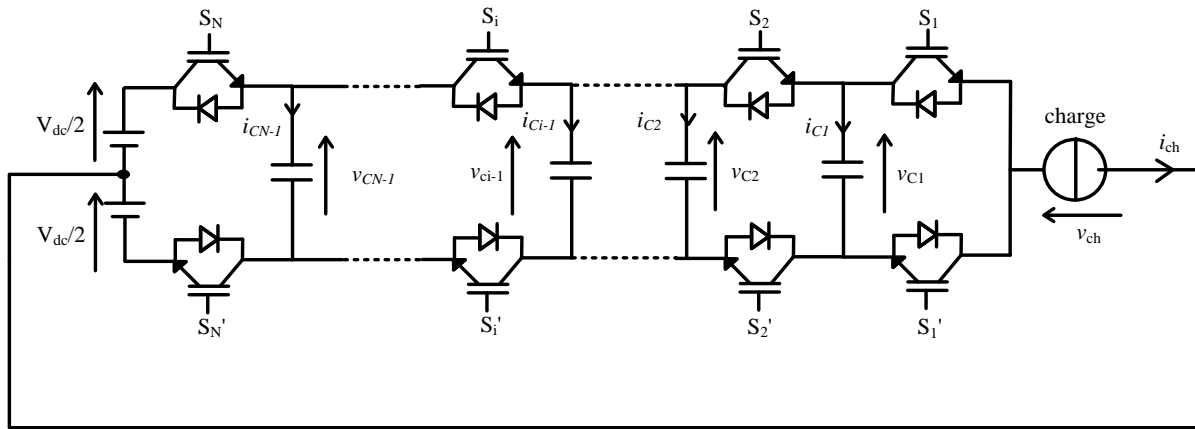 S_N S_i S_2 S_1
V_dc/2
i_CN-1
v_CN-1
i_Ci-1
v_ci-1
i_C2
v_C2
i_C1
v_C1
charge
i_ch
V_dc/2
v_ch
S_N' S_i' S_2' S_1'